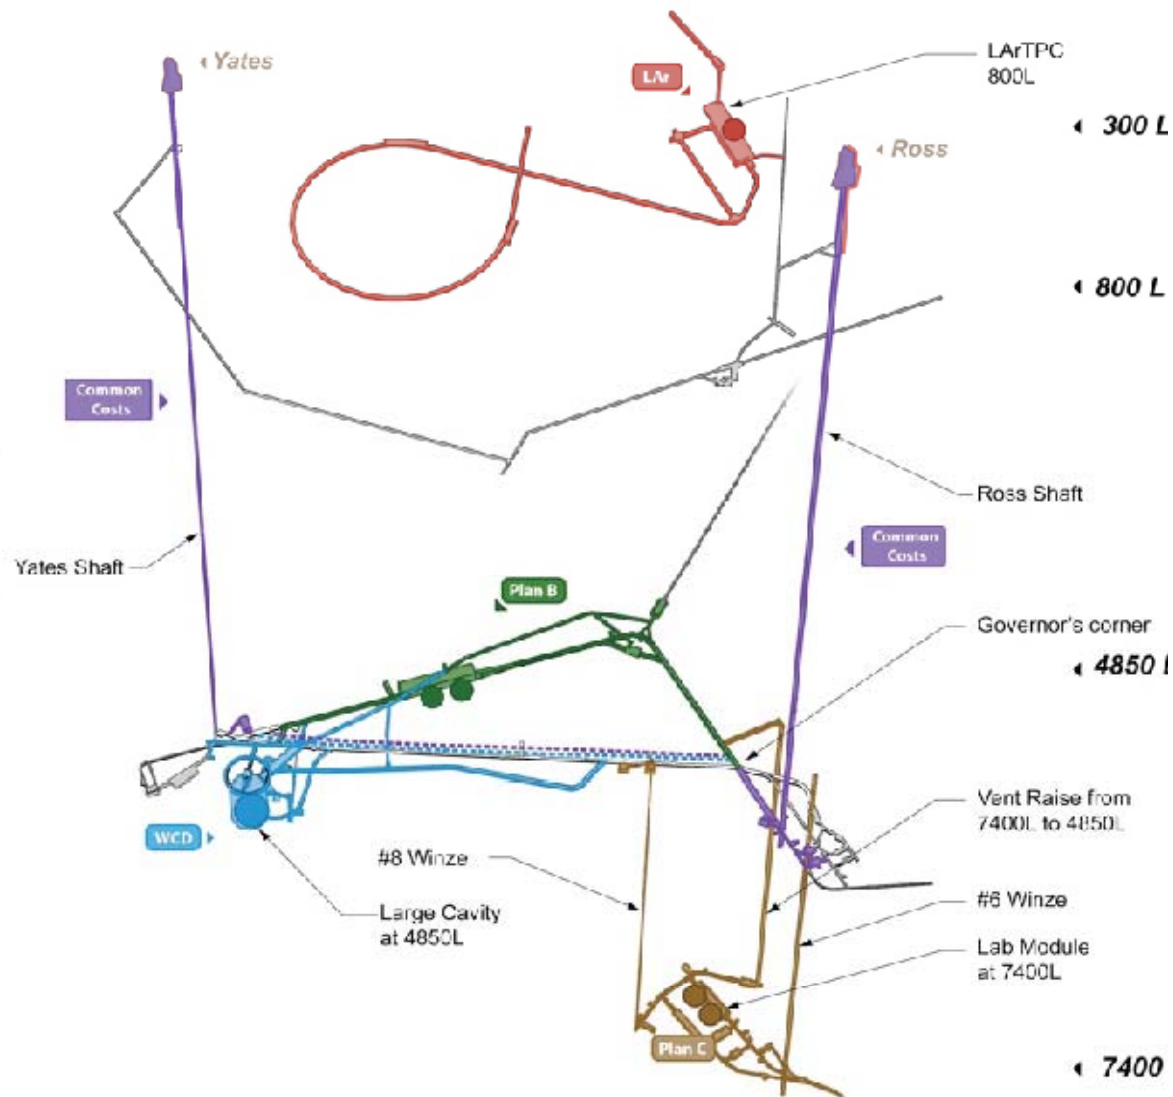 Yates
LAr
LArTPC
800L
300 L
Ross
800 L
Common
Costs
Ross Shaft
Common
Costs
Yates Shaft
Plan B
Governor's corner
4850 L
WCD
#8 Winze
Vent Raise from
7400L to 4850L
Large Cavity
at 4850L
#6 Winze
Lab Module
at 7400L
Plan C
7400